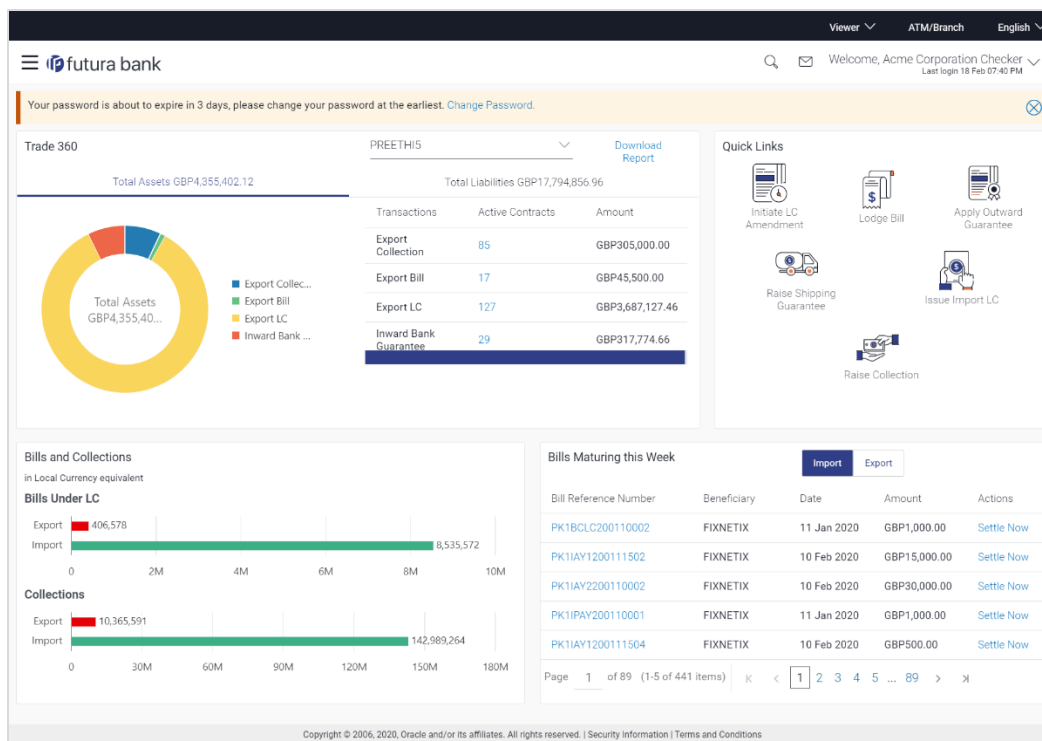 Viewer ATM/Branch English
futura bank
Welcome, Acme Corporation Checker
Last login 18 Feb 07:40 PM
Your password is about to expire in 3 days, please change your password at the earliest. Change Password.
Trade 360
PREETHI5
Download
Report
Total Assets GBP4,355,402.12
Total Liabilities GBP17,794,856.96
Total Assets
GBP4,355,40...
Export Collec...
Export Bill
Export LC
Inward Bank ...
Transactions Active Contracts Amount
Export
Collection 85 GBP305,000.00
Export Bill 17 GBP45,500.00
Export LC 127 GBP3,687,127.46
Inward Bank
Guarantee 29 GBP317,774.66
Quick Links
Initiate LC
Amendment
Lodge Bill
Apply Outward
Guarantee
Raise Shipping
Guarantee
Issue Import LC
Raise Collection
Bills and Collections
in Local Currency equivalent
Bills Under LC
Export 406,578
Import 8,535,572
0 2M 4M 6M 8M 10M
Collections
Export 10,365,591
Import 142,989,264
0 30M 60M 90M 120M 150M 180M
Bills Maturing this Week
Import Export
Bill Reference Number Beneficiary Date Amount Actions
PK1BCLC200110002 FIXNETIX 11 Jan 2020 GBP1,000.00 Settle Now
PK1IAY1200111502 FIXNETIX 10 Feb 2020 GBP15,000.00 Settle Now
PK1IAY2200110002 FIXNETIX 10 Feb 2020 GBP30,000.00 Settle Now
PK1IPAY200110001 FIXNETIX 11 Jan 2020 GBP1,000.00 Settle Now
PK1IAY1200111504 FIXNETIX 10 Feb 2020 GBP500.00 Settle Now
Page 1 of 89 (1-5 of 441 items) 1 2 3 4 5 ... 89
Copyright © 2006, 2020, Oracle and/or its affiliates. All rights reserved. | Security Information | Terms and Conditions